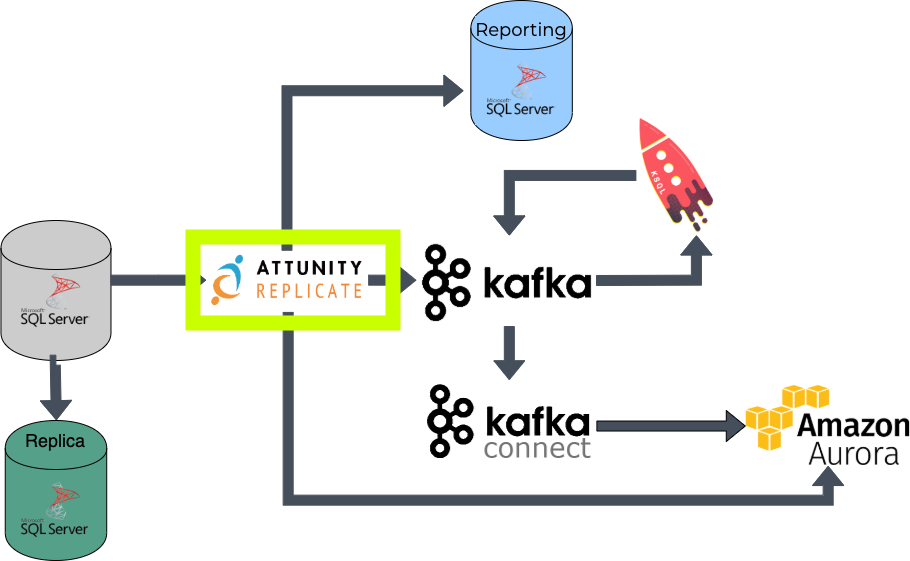 Reporting
Microsoft®
SQL Server
KSQL
ATTUNITY
REPLICATE
kafka
Microsoft®
SQL Server
kafka
connect
Amazon
Aurora
Replica
Microsoft®
SQL Server